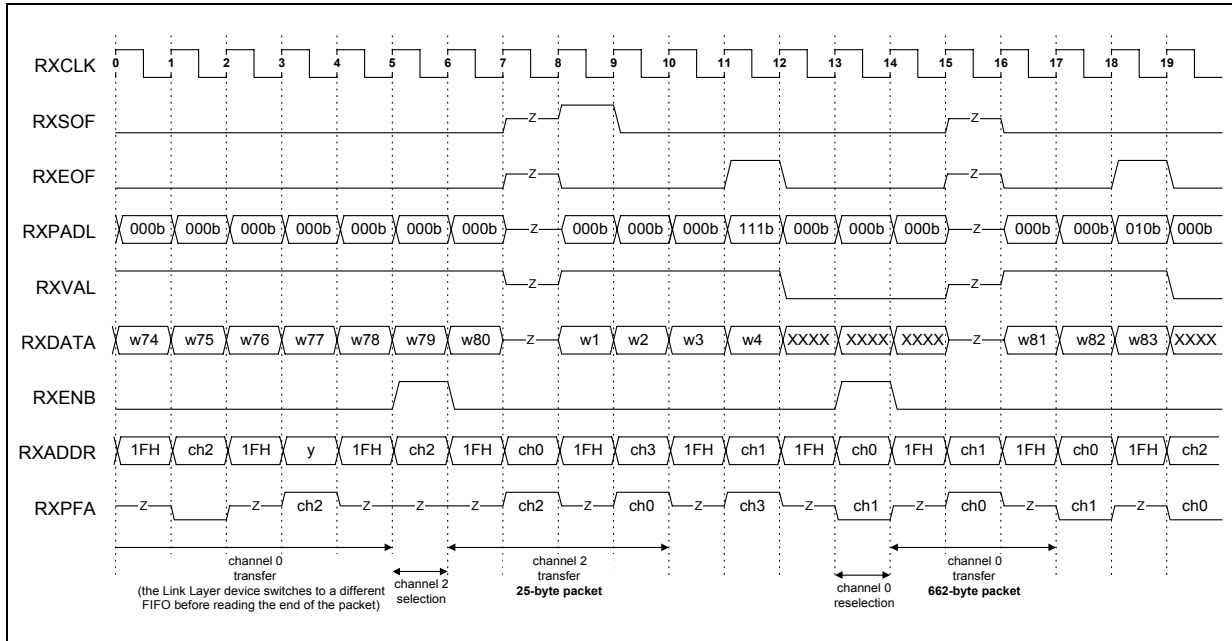 RXCLK 0 1 2 3 4 5 6 7 8 9 10 11 12 13 14 15 16 17 18 19
RXSOF Z Z
RXEOF Z Z
RXPADL 000b 000b 000b 000b 000b 000b 000b Z 000b 000b 000b 111b 000b 000b 000b Z 000b 000b 010b 000b
RXVAL Z Z
RXDATA w74 w75 w76 w77 w78 w79 w80 Z w1 w2 w3 w4 XXXX XXXX XXXX Z w81 w82 w83 XXXX
RXENB
RXADDR 1FH ch2 1FH y 1FH ch2 1FH ch0 1FH ch3 1FH ch1 1FH ch0 1FH ch1 1FH ch0 1FH ch2
RXPFA Z Z ch2 Z Z Z ch2 Z ch0 Z ch3 Z ch1 Z ch0 Z ch1 Z ch0
channel 0
transfer
(the Link Layer device switches to a different
FIFO before reading the end of the packet)
channel 2
selection
channel 2
transfer
25-byte packet
channel 0
reselection
channel 0
transfer
662-byte packet